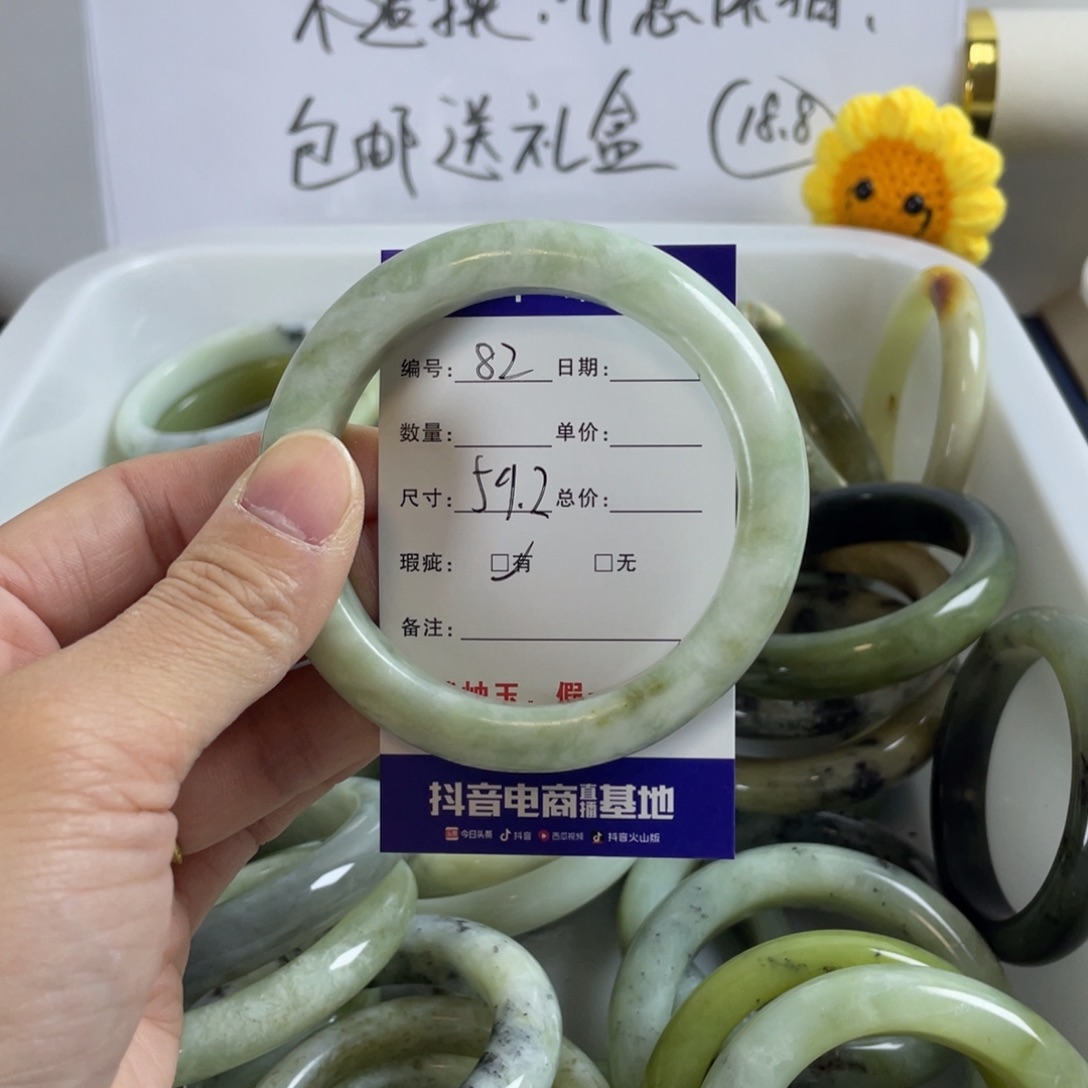 包邮送礼盒 18.8
编号: 82 日期:
数量: 单价:
尺寸: 59.2 总价:
瑕疵: □有 □无
备注:
玉. 假
抖音电商直播基地
今日头条 抖音 西瓜视频 抖音火山版